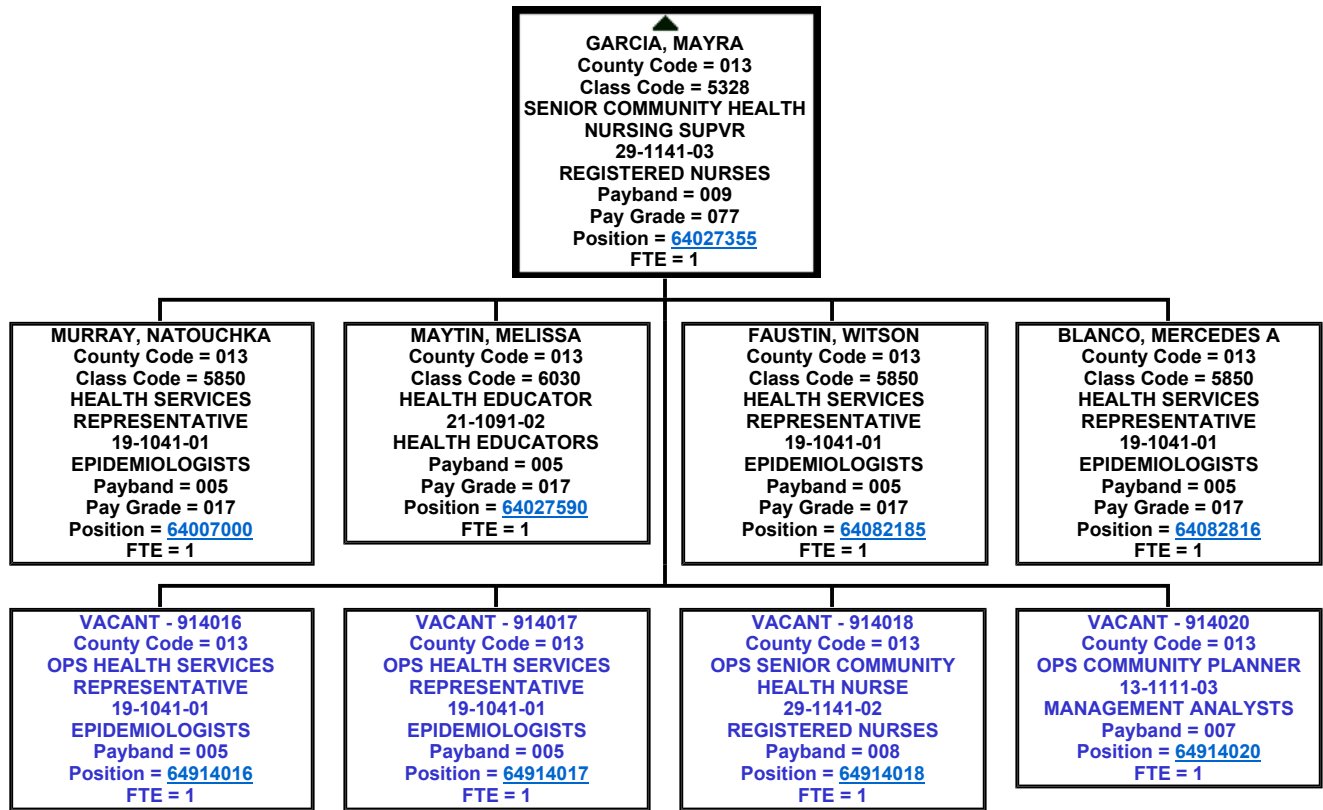 GARCIA, MAYRA
County Code = 013
Class Code = 5328
SENIOR COMMUNITY HEALTH
NURSING SUPVR
29-1141-03
REGISTERED NURSES
Payband = 009
Pay Grade = 077
Position = 64027355
FTE = 1
MURRAY, NATOUCHKA
County Code = 013
Class Code = 5850
HEALTH SERVICES
REPRESENTATIVE
19-1041-01
EPIDEMIOLOGISTS
Payband = 005
Pay Grade = 017
Position = 64007000
FTE = 1
MAYTIN, MELISSA
County Code = 013
Class Code = 6030
HEALTH EDUCATOR
21-1091-02
HEALTH EDUCATORS
Payband = 005
Pay Grade = 017
Position = 64027590
FTE = 1
FAUSTIN, WITSON
County Code = 013
Class Code = 5850
HEALTH SERVICES
REPRESENTATIVE
19-1041-01
EPIDEMIOLOGISTS
Payband = 005
Pay Grade = 017
Position = 64082185
FTE = 1
BLANCO, MERCEDES A
County Code = 013
Class Code = 5850
HEALTH SERVICES
REPRESENTATIVE
19-1041-01
EPIDEMIOLOGISTS
Payband = 005
Pay Grade = 017
Position = 64082816
FTE = 1
VACANT - 914016
County Code = 013
OPS HEALTH SERVICES
REPRESENTATIVE
19-1041-01
EPIDEMIOLOGISTS
Payband = 005
Position = 64914016
FTE = 1
VACANT - 914017
County Code = 013
OPS HEALTH SERVICES
REPRESENTATIVE
19-1041-01
EPIDEMIOLOGISTS
Payband = 005
Position = 64914017
FTE = 1
VACANT - 914018
County Code = 013
OPS SENIOR COMMUNITY
HEALTH NURSE
29-1141-02
REGISTERED NURSES
Payband = 008
Position = 64914018
FTE = 1
VACANT - 914020
County Code = 013
OPS COMMUNITY PLANNER
13-1111-03
MANAGEMENT ANALYSTS
Payband = 007
Position = 64914020
FTE = 1